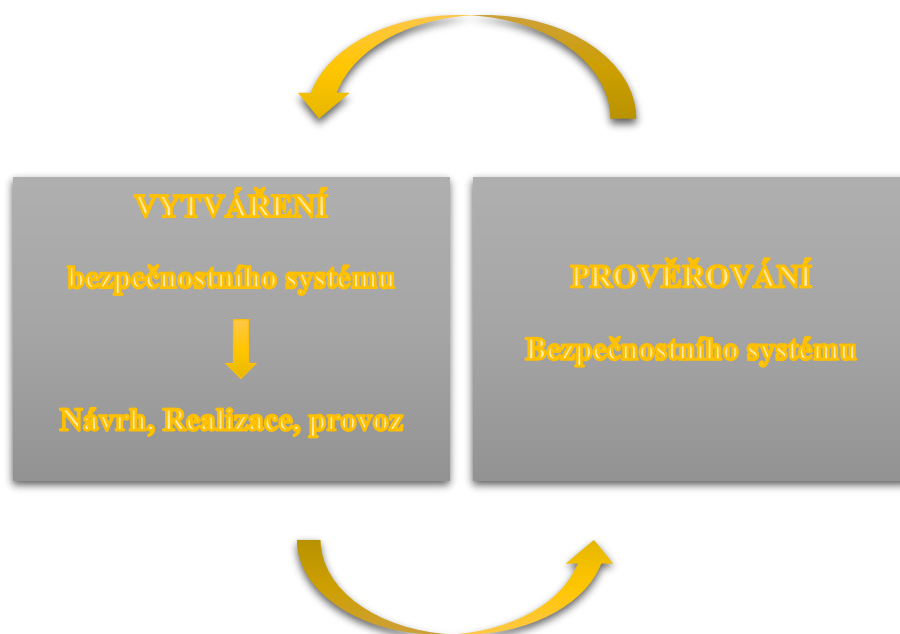 VYTVÁŘENÍ
bezpečnostního systému
Návrh, Realizace, provoz
PROVĚŘOVÁNÍ
Bezpečnostního systému